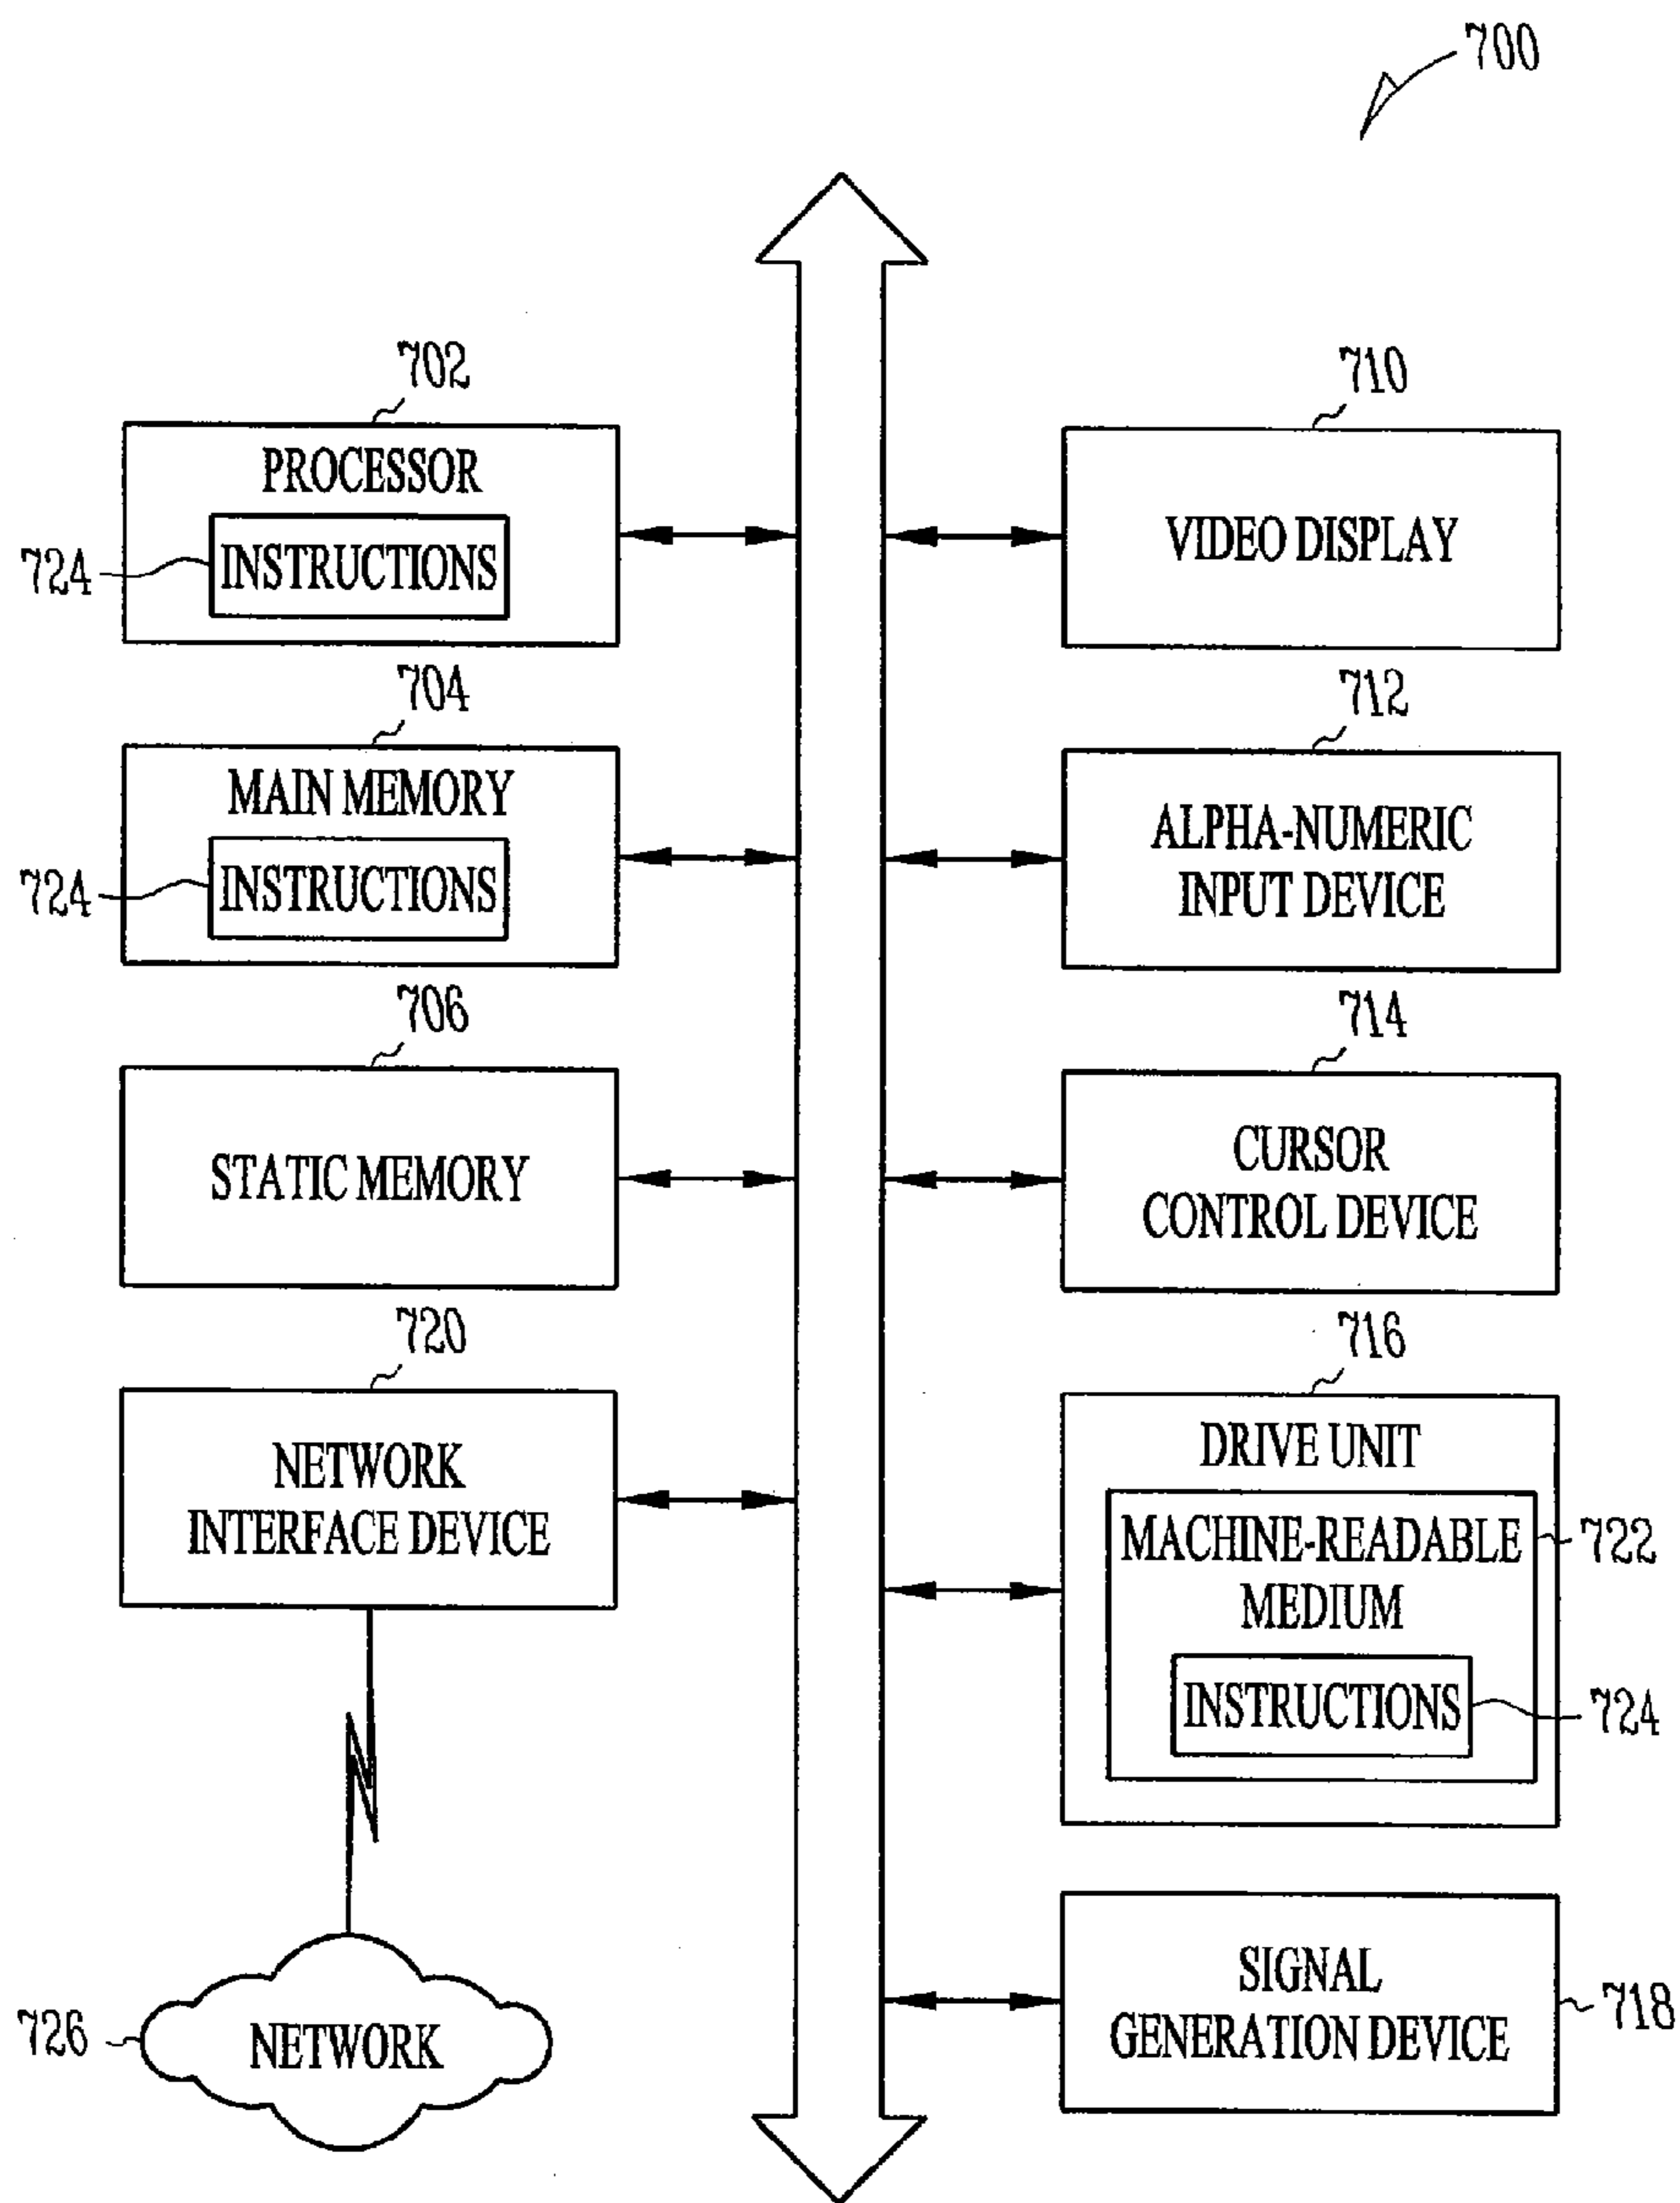 700
702
PROCESSOR
724
INSTRUCTIONS
704
MAIN MEMORY
724
INSTRUCTIONS
706
STATIC MEMORY
720
NETWORK
INTERFACE DEVICE
726
NETWORK
710
VIDEO DISPLAY
712
ALPHA-NUMERIC
INPUT DEVICE
714
CURSOR
CONTROL DEVICE
716
DRIVE UNIT
MACHINE-READABLE
MEDIUM
722
INSTRUCTIONS
724
SIGNAL
GENERATION DEVICE
718